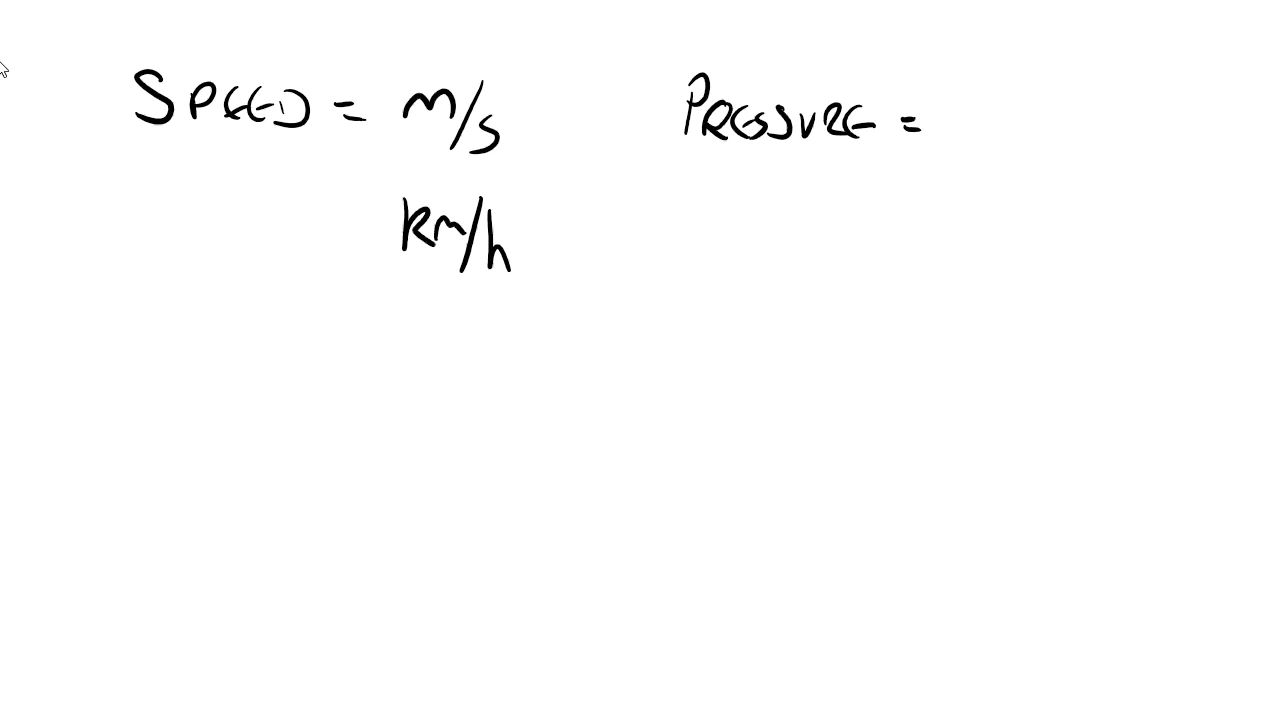 SPEED = m/s
km/h
PRESSURE =